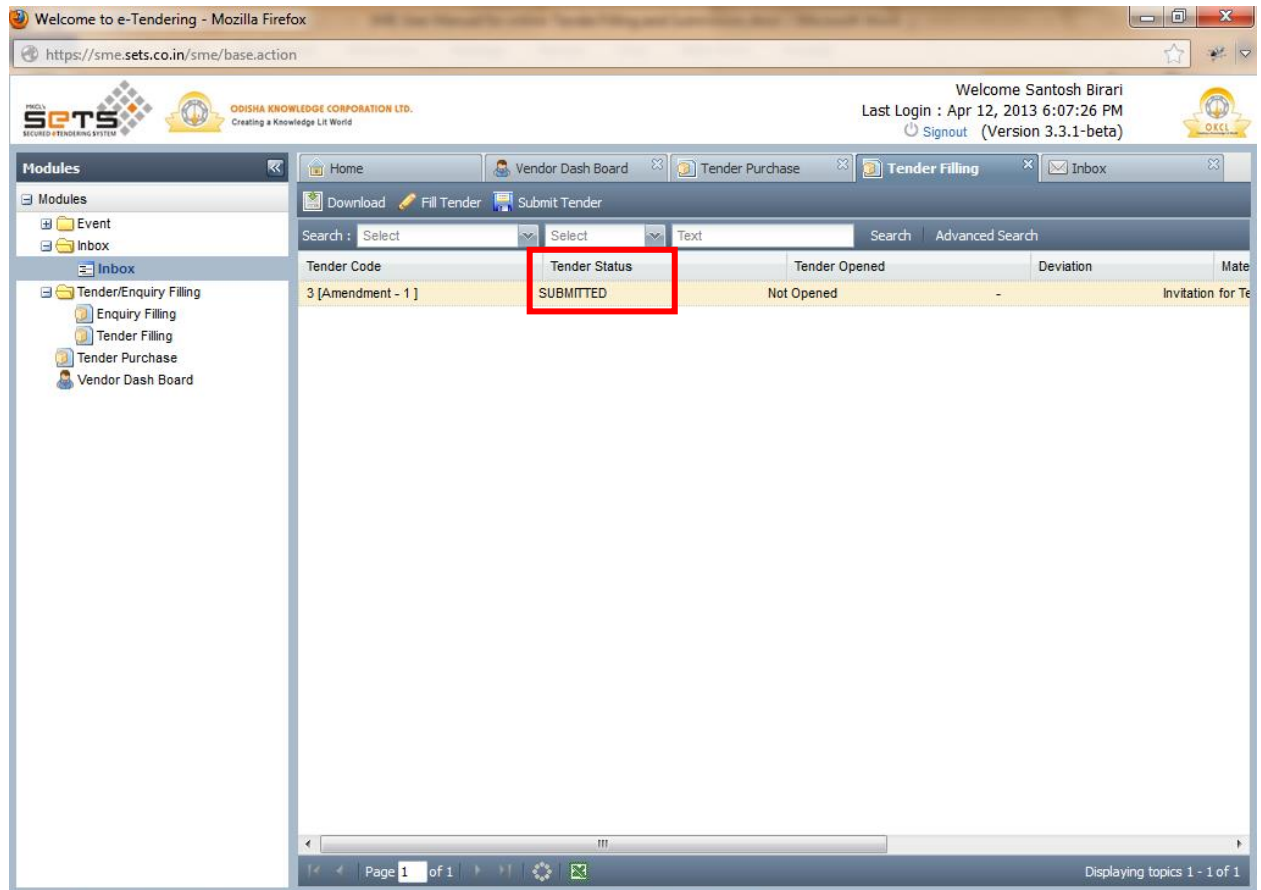 Welcome to e-Tendering - Mozilla Firefox
https://sme.sets.co.in/sme/base.action
MKCL's
SETS
SECURED eTENDERING SYSTEM
ODISHA KNOWLEDGE CORPORATION LTD.
Creating a Knowledge Lit World
Welcome Santosh Birari
Last Login : Apr 12, 2013 6:07:26 PM
Signout (Version 3.3.1-beta)
OKCL
Modules
Home Vendor Dash Board Tender Purchase Tender Filling Inbox
Modules
Event
Inbox
Inbox
Tender/Enquiry Filling
Enquiry Filling
Tender Filling
Tender Purchase
Vendor Dash Board
Download Fill Tender Submit Tender
Search : Select Select Text Search Advanced Search
Tender Code Tender Status Tender Opened Deviation Mate
3 [Amendment - 1 ] SUBMITTED Not Opened - Invitation for Te
Page 1 of 1 Displaying topics 1 - 1 of 1